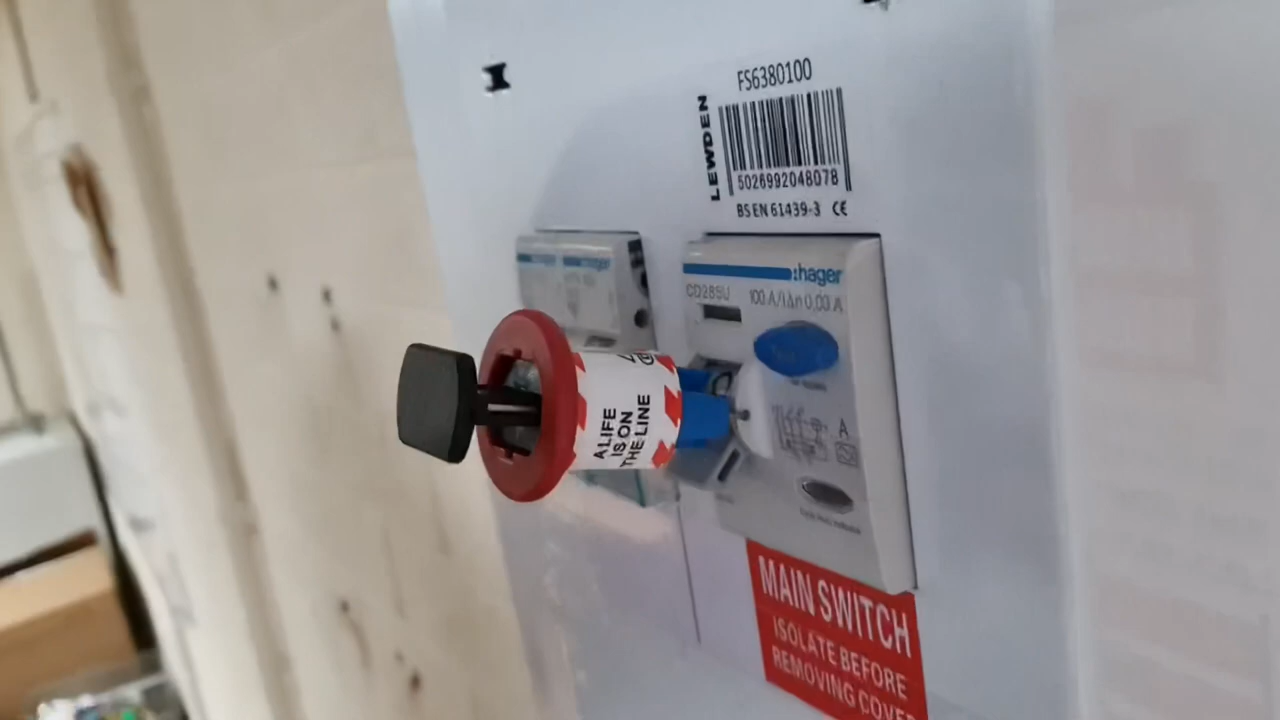 FS6380100
LEWDEN
5026992048078
BS EN 61439-3 CE
hager
:hager
CD285U 100 A/IΔn 0,03 A
A
A LIFE
IS ON
THE LINE
MAIN SWITCH
ISOLATE BEFORE
REMOVING COVER